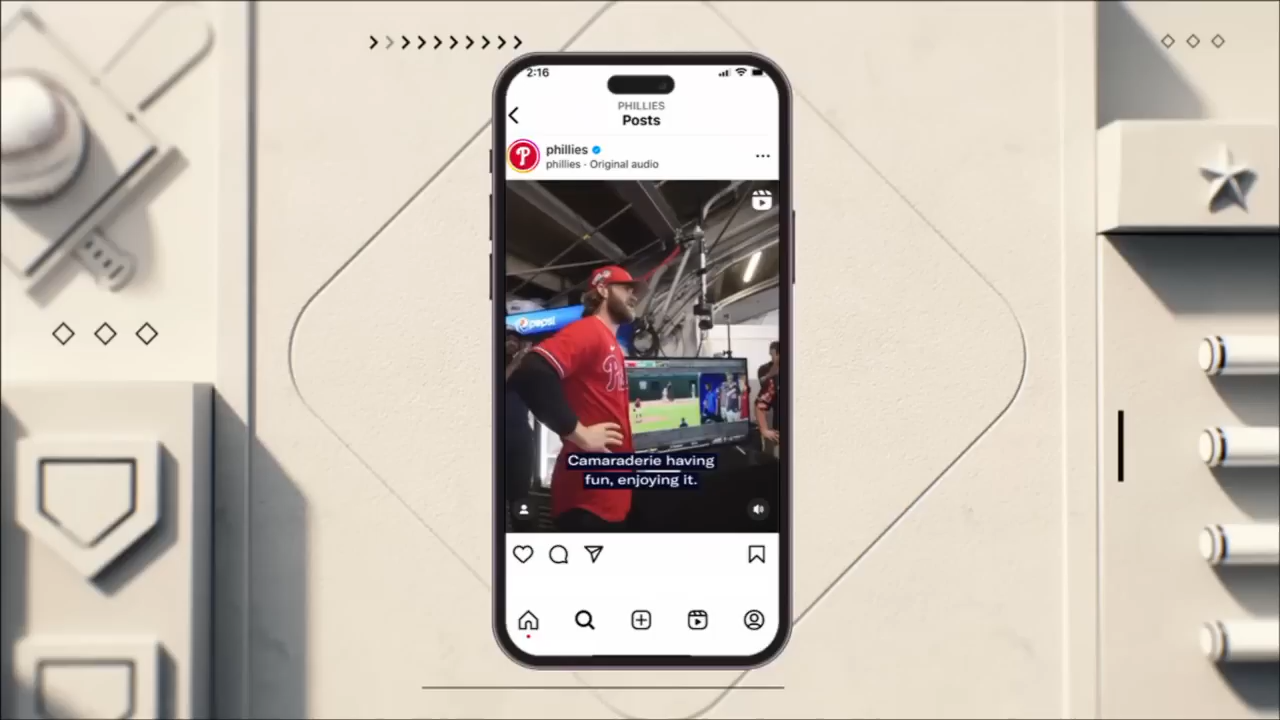 2:16
PHILLIES
Posts
phillies
phillies · Original audio
P
pepsi
Camaraderie having
fun, enjoying it.